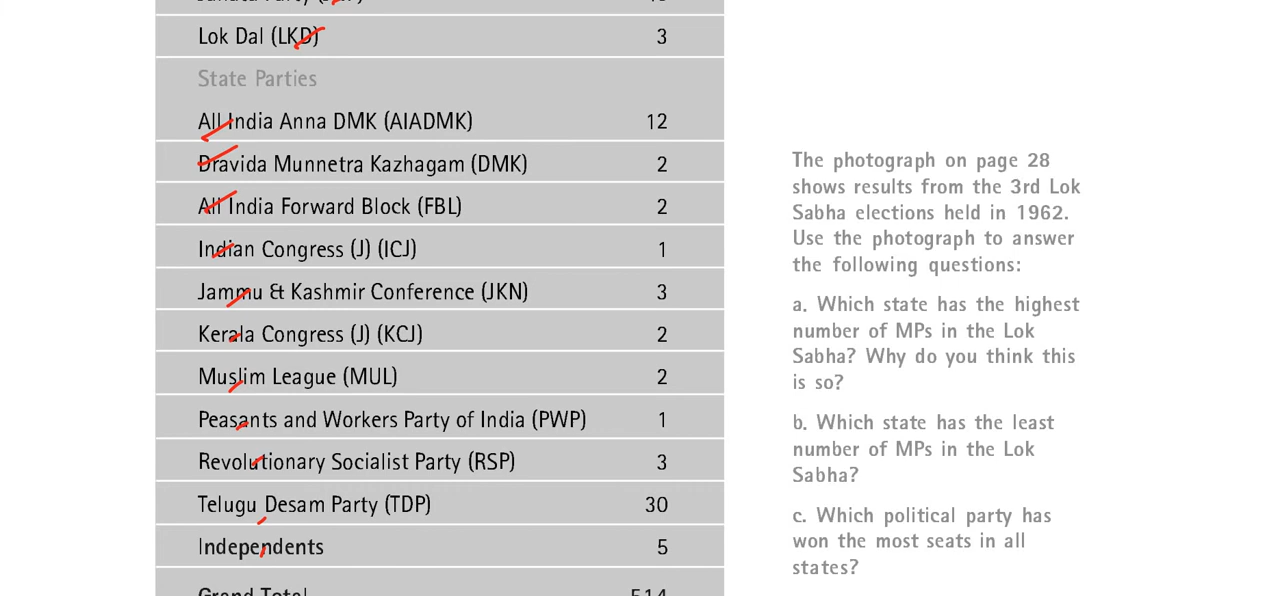 Lok Dal (LKD) 3
State Parties
All India Anna DMK (AIADMK) 12
Dravida Munnetra Kazhagam (DMK) 2
All India Forward Block (FBL) 2
Indian Congress (J) (ICJ) 1
Jammu & Kashmir Conference (JKN) 3
Kerala Congress (J) (KCJ) 2
Muslim League (MUL) 2
Peasants and Workers Party of India (PWP) 1
Revolutionary Socialist Party (RSP) 3
Telugu Desam Party (TDP) 30
Independents 5
Grand Total 514
The photograph on page 28
shows results from the 3rd Lok
Sabha elections held in 1962.
Use the photograph to answer
the following questions:
a. Which state has the highest
number of MPs in the Lok
Sabha? Why do you think this
is so?
b. Which state has the least
number of MPs in the Lok
Sabha?
c. Which political party has
won the most seats in all
states?